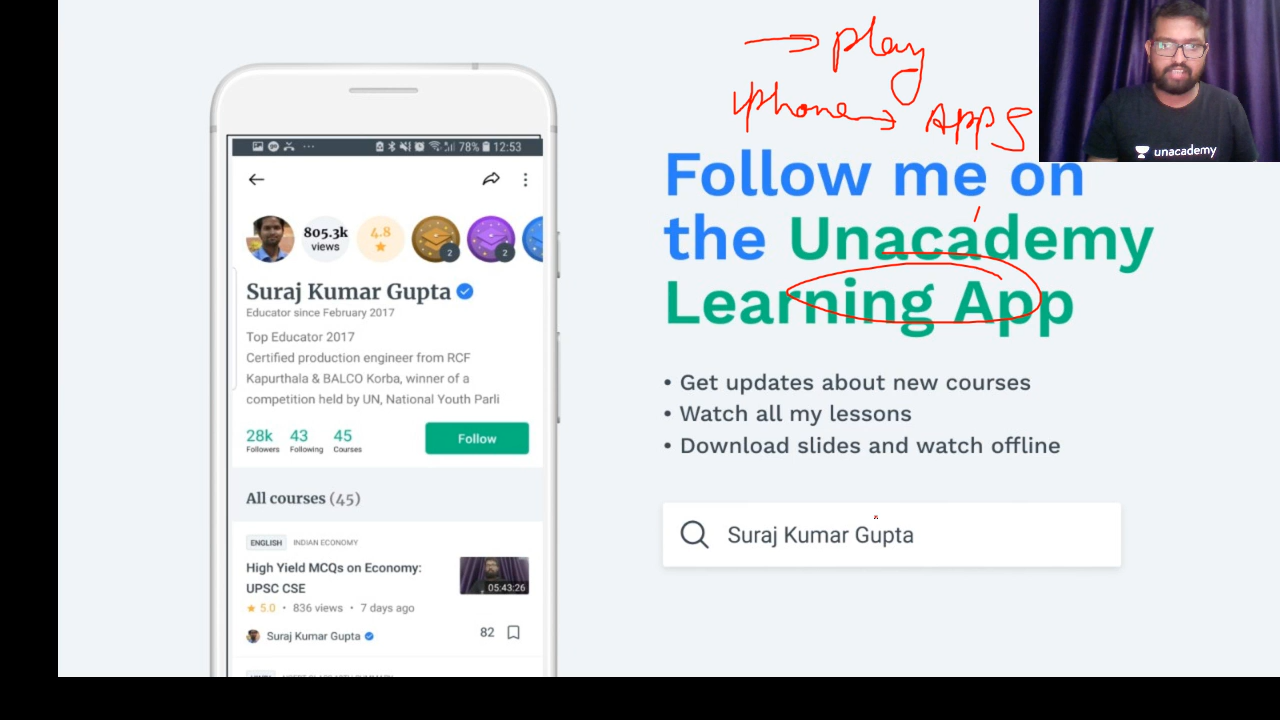 → play
iphone → APPS
unacademy
Follow me on
the Unacademy
Learning App
• Get updates about new courses
• Watch all my lessons
• Download slides and watch offline
Suraj Kumar Gupta
78% 12:53
805.3k
views
4.8
2
2
Suraj Kumar Gupta
Educator since February 2017
Top Educator 2017
Certified production engineer from RCF
Kapurthala & BALCO Korba, winner of a
competition held by UN, National Youth Parli
28k 43 45
Followers Following Courses
Follow
All courses (45)
ENGLISH INDIAN ECONOMY
High Yield MCQs on Economy:
UPSC CSE
05:43:26
5.0 • 836 views • 7 days ago
Suraj Kumar Gupta
82